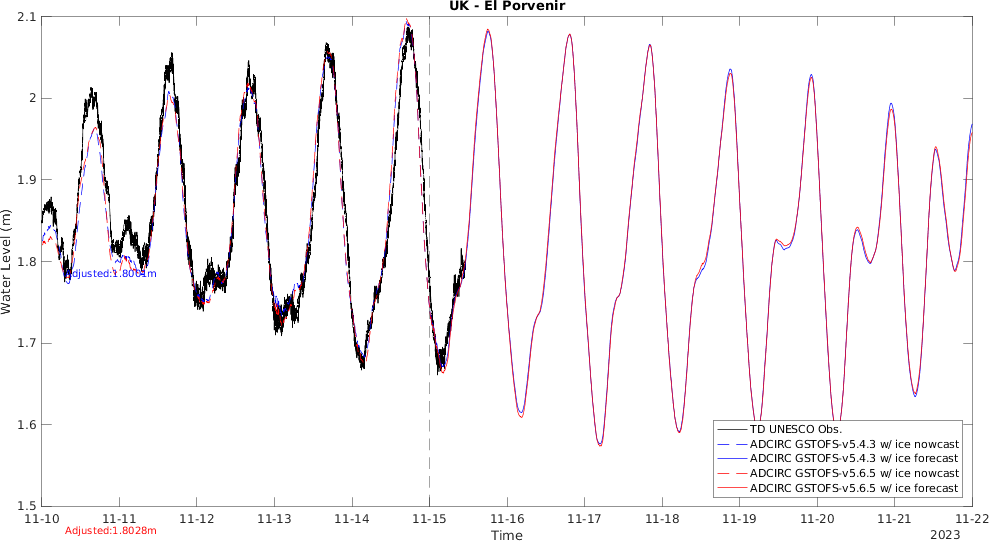 UK - El Porvenir
2.1
2
1.9
1.8
1.7
1.6
1.5
Water Level (m)
Adjusted:1.8061m
TD UNESCO Obs.
ADCIRC GSTOFS-v5.4.3 w/ ice nowcast
ADCIRC GSTOFS-v5.4.3 w/ ice forecast
ADCIRC GSTOFS-v5.6.5 w/ ice nowcast
ADCIRC GSTOFS-v5.6.5 w/ ice forecast
11-10 11-11 11-12 11-13 11-14 11-15 11-16 11-17 11-18 11-19 11-20 11-21 11-22
Adjusted:1.8028m
Time
2023